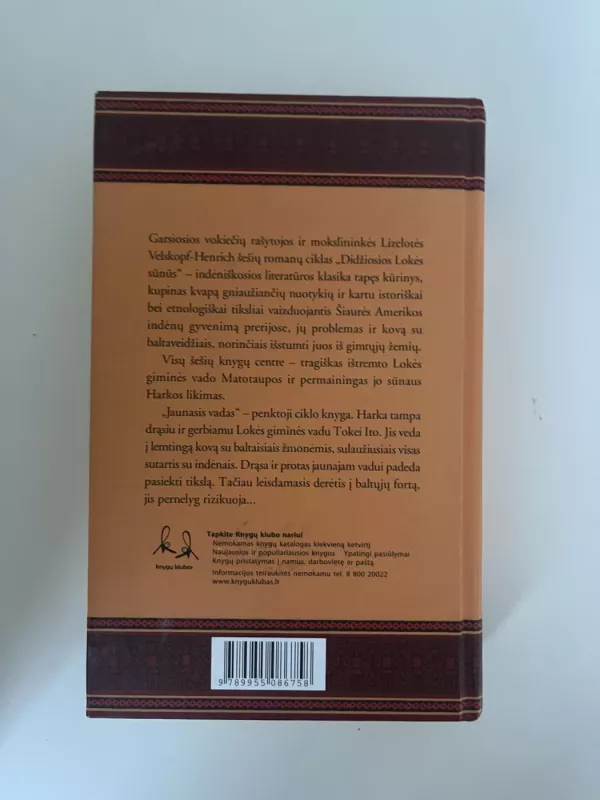 Garsiosios vokiečių rašytojos ir mokslininkės Lizelotės
Velskopf-Henrich šešių romanų ciklas „Didžiosios Lokės
sūnūs“ – indėniškosios literatūros klasika tapęs kūrinys,
kupinas kvapą gniaužiančių nuotykių ir kartu istoriškai
bei etnologiškai tiksliai vaizduojantis Šiaurės Amerikos
indėnų gyvenimą prerijose, jų problemas ir kovą su
baltaveidžiais, norinčiais išstumti juos iš gimtųjų žemių.
Visų šešių knygų centre – tragiškas ištremto Lokės
giminės vado Matotaupos ir permainingas jo sūnaus
Harkos likimas.
„Jaunasis vadas“ – penktoji ciklo knyga. Harka tampa
drąsiu ir gerbiamu Lokės giminės vadu Tokei Ito. Jis veda
į lemtingą kovą su baltaisiais žmonėmis, sulaužiusiais visas
sutartis su indėnais. Drąsa ir protas jaunajam vadui padeda
pasiekti tikslą. Tačiau leisdamasis derėtis į baltųjų fortą,
jis pernelyg rizikuoja...
Tapkite Knygų klubo nariu!
Nemokamas knygų katalogas kiekvieną ketvirtį
Naujausios ir populiariausios knygos Ypatingi pasiūlymai
Knygų pristatymas į namus, darbovietę ar paštą
Informacijos teiraukitės nemokamu tel. 8 800 20022
www.knyguklubas.lt
knygų klubas
9 789955 086758